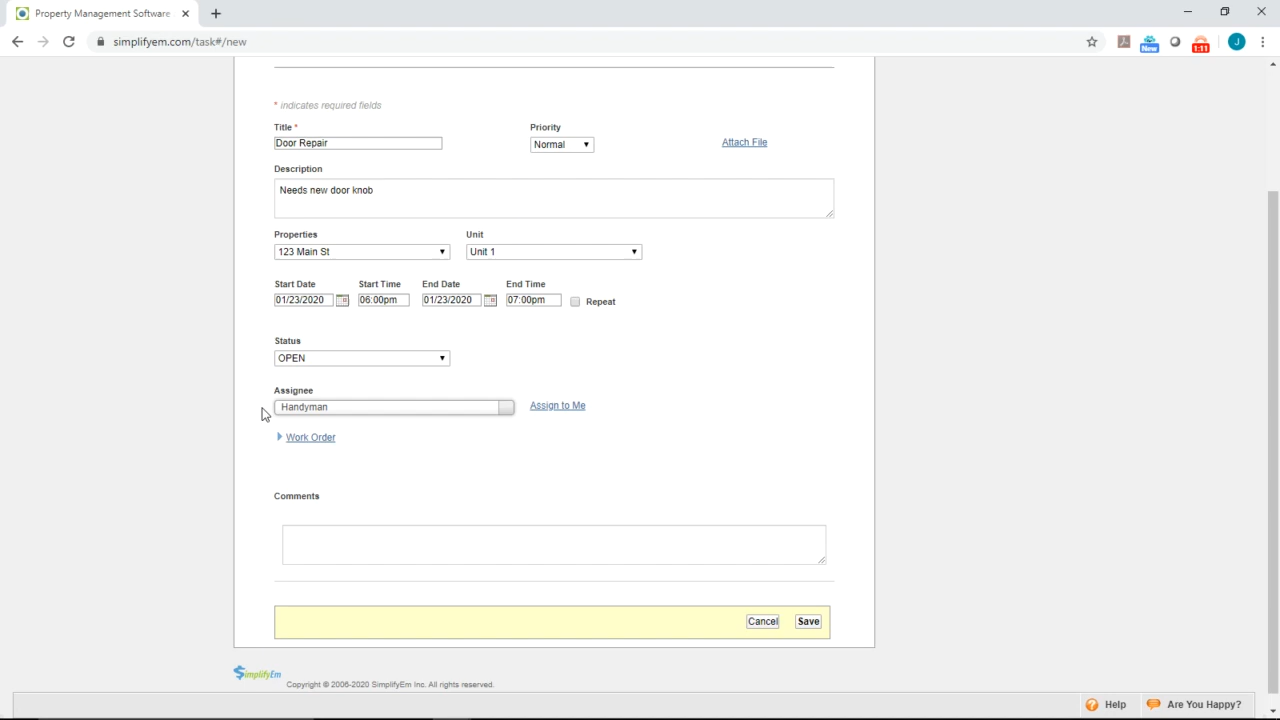 Property Management Software
simplifyem.com/task#/new
New
1:11
J
* indicates required fields
Title *
Priority
Door Repair
Normal
Attach File
Description
Needs new door knob
Properties
Unit
123 Main St
Unit 1
Start Date
Start Time
End Date
End Time
01/23/2020
06:00pm
01/23/2020
07:00pm
Repeat
Status
OPEN
Assignee
Handyman
Assign to Me
Work Order
Comments
Cancel
Save
SimplifyEm
Copyright © 2006-2020 SimplifyEm Inc. All rights reserved.
Help
Are You Happy?